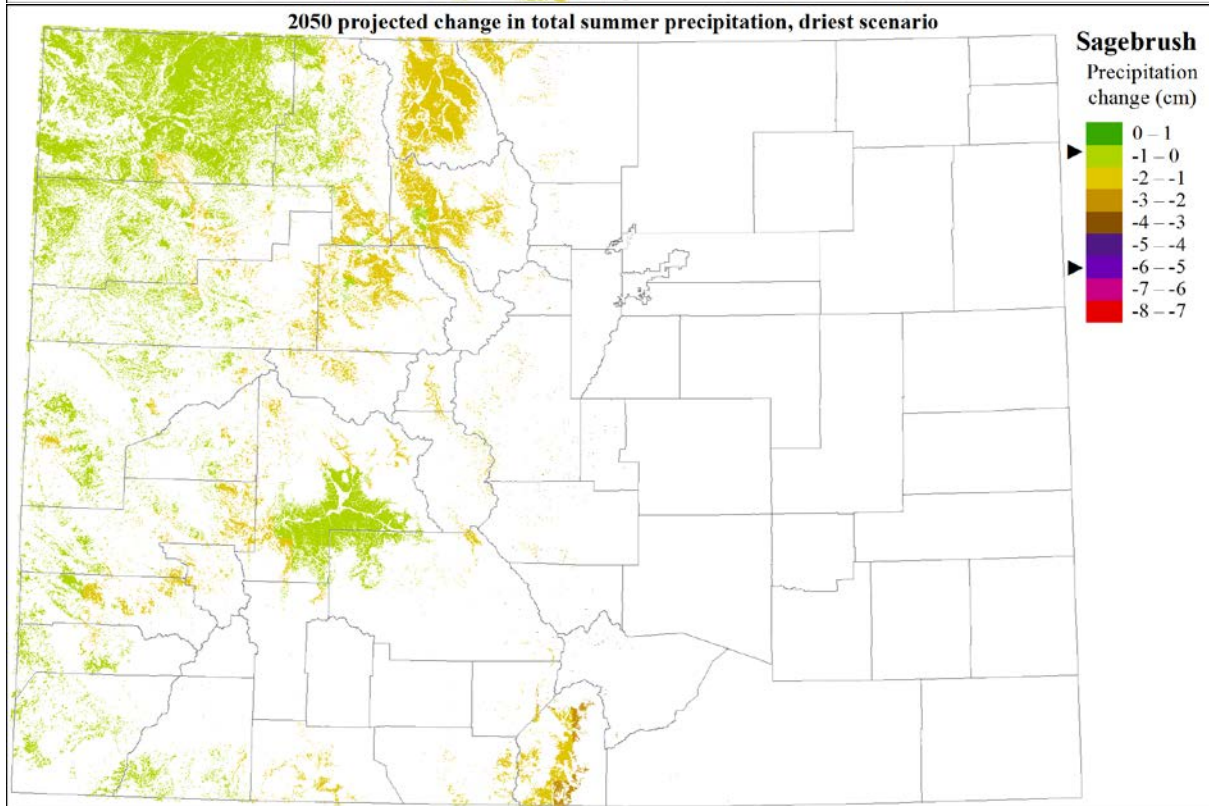 2050 projected change in total summer precipitation, driest scenario
Sagebrush
Precipitation
change (cm)
0 – 1
-1 – 0
-2 – -1
-3 – -2
-4 – -3
-5 – -4
-6 – -5
-7 – -6
-8 – -7